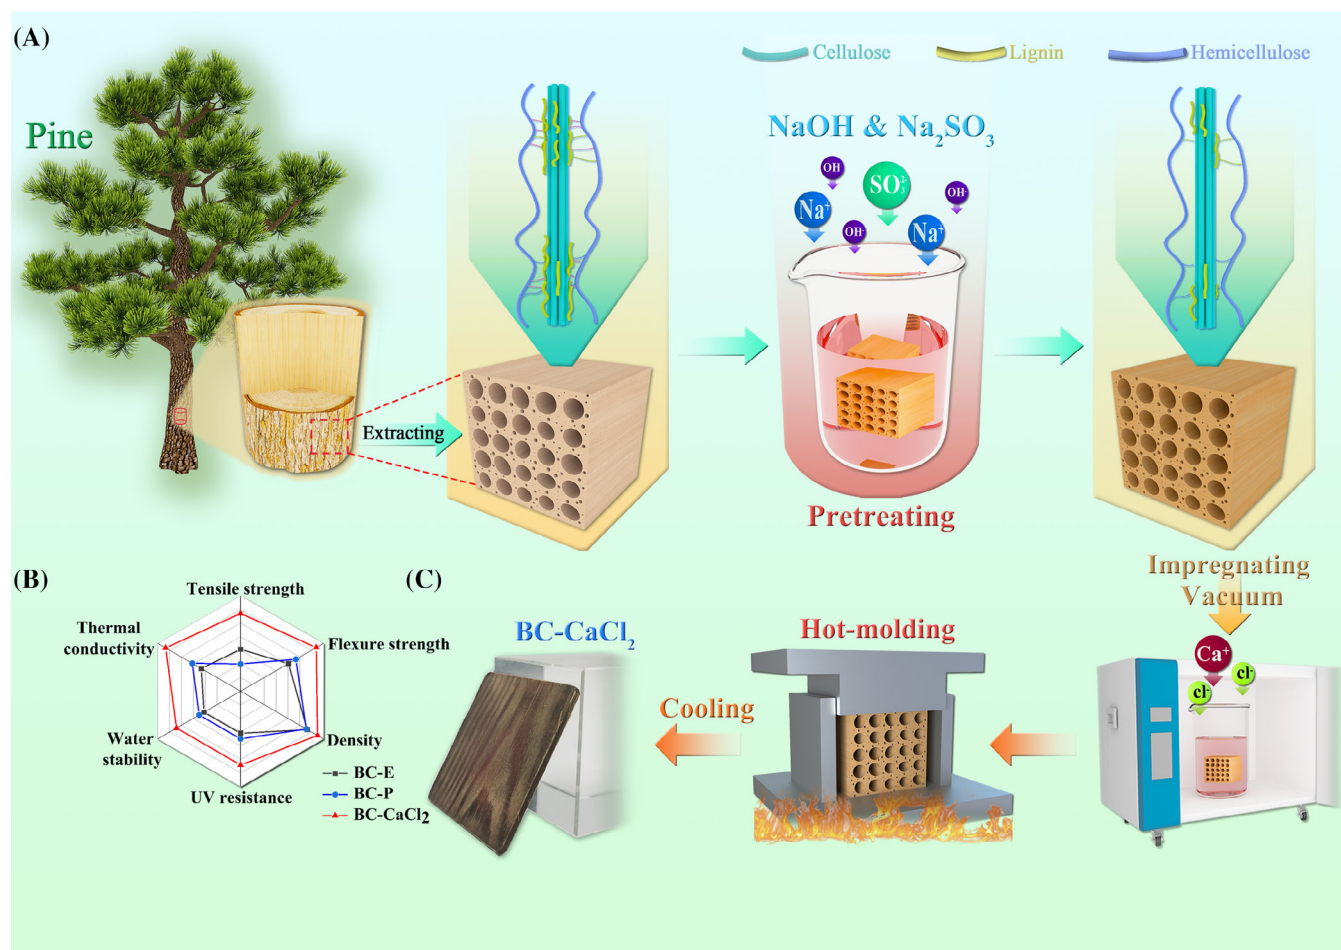 (A)
Cellulose
Lignin
Hemicellulose
Pine
NaOH & Na₂SO₃
OH
SO₃²⁻
OH⁻
Na⁺
OH⁻
Na⁺
Extracting
Pretreating
Impregnating
Vacuum
(B)
Tensile strength
Thermal
conductivity
Flexure strength
Water
stability
Density
UV resistance
BC-E
BC-P
BC-CaCl₂
(C)
BC-CaCl₂
Hot-molding
Cooling
Ca⁺
cl⁻
cl⁻